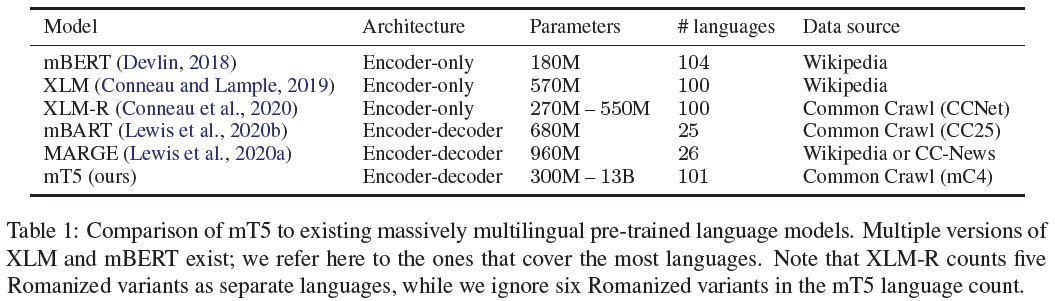 Model Architecture Parameters # languages Data source
mBERT (Devlin, 2018) Encoder-only 180M 104 Wikipedia
XLM (Conneau and Lample, 2019) Encoder-only 570M 100 Wikipedia
XLM-R (Conneau et al., 2020) Encoder-only 270M – 550M 100 Common Crawl (CCNet)
mBART (Lewis et al., 2020b) Encoder-decoder 680M 25 Common Crawl (CC25)
MARGE (Lewis et al., 2020a) Encoder-decoder 960M 26 Wikipedia or CC-News
mT5 (ours) Encoder-decoder 300M – 13B 101 Common Crawl (mC4)
Table 1: Comparison of mT5 to existing massively multilingual pre-trained language models. Multiple versions of
XLM and mBERT exist; we refer here to the ones that cover the most languages. Note that XLM-R counts five
Romanized variants as separate languages, while we ignore six Romanized variants in the mT5 language count.